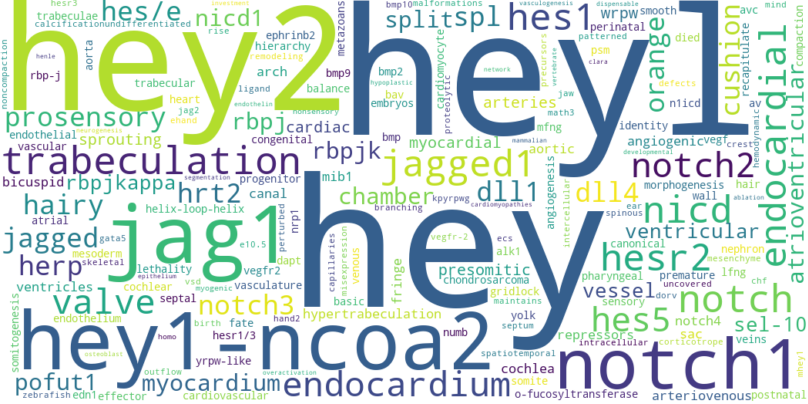 hey2
hey1
hey
jag1
hey1-ncoa2
notch1
trabeculation
jagged1
notch2
notch
nicd
hesr2
endocardial
atrioventricular
cushion
orange
hes1
split
spl
hes/e
nicd1
prosensory
rbpj
rbpjk
rbpjkappa
hrt2
hairy
jagged
herp
valve
notch3
chamber
dll1
dll4
ventricular
presomitic
vessel
hes5
sel-10
myocardium
endocardium
pofut1
myocardial
arteries
sprouting
cardiac
arch
hierarchy
ephrinb2
trabeculae
hesr3
calcification
undifferentiated
rise
aorta
noncompaction
rbp-j
trabecular
bmp9
bmp2
balance
remodeling
heart
ligand
jag2
endothelin
nonsensory
ehand
neurogenesis
segmentation
endothelial
vascular
congenital
bicuspid
progenitor
canal
mib1
helix-loop-helix
atrial
gata5
mesoderm
skeletal
e10.5
perturbed
nrp1
lethality
vegfr2
dapt
ventricles
cochlear
vsd
myogenic
vasculature
septal
capillaries
misexpression
venous
vegfr-2
branching
kpyrpwg
cardiomyopathies
angiogenesis
intercellular
ecs
alk1
chondrosarcoma
fringe
basic
gridlock
maintains
yolk
septum
hypertrabeculation
endothelium
birth
fate
hand2
numb
hesr1/3
yrpw-like
spatiotemporal
cochlea
somite
o-fucosyltransferase
somitogenesis
epithelium
homo
osteoblast
outflow
overactivation
zebrafish
edn1
effector
cardiovascular
bmp10
malformations
vasculogenesis
dispensable
metazoans
cardiomyocyte
proteolytic
precursors
wrpw
perinatal
smooth
psm
patterned
died
avc
mind
recapitulate
compaction
network
vertebrate
clara
hypoplastic
bav
embryos
jaw
defects
n1icd
av
math3
identity
angiogenic
vegf
crest
hemodynamic
mfng
bmp
aortic
mammalian
developmental
morphogenesis
hair
ear
wall
spinous
ablation
canonical
nephron
mesenchyme
pharyngeal
premature
uncovered
lfng
dorv
chf
sensory
notch4
repressors
sac
veins
intracellular
corticotrope
arteriovenous
postnatal
mhey1
henle
investment